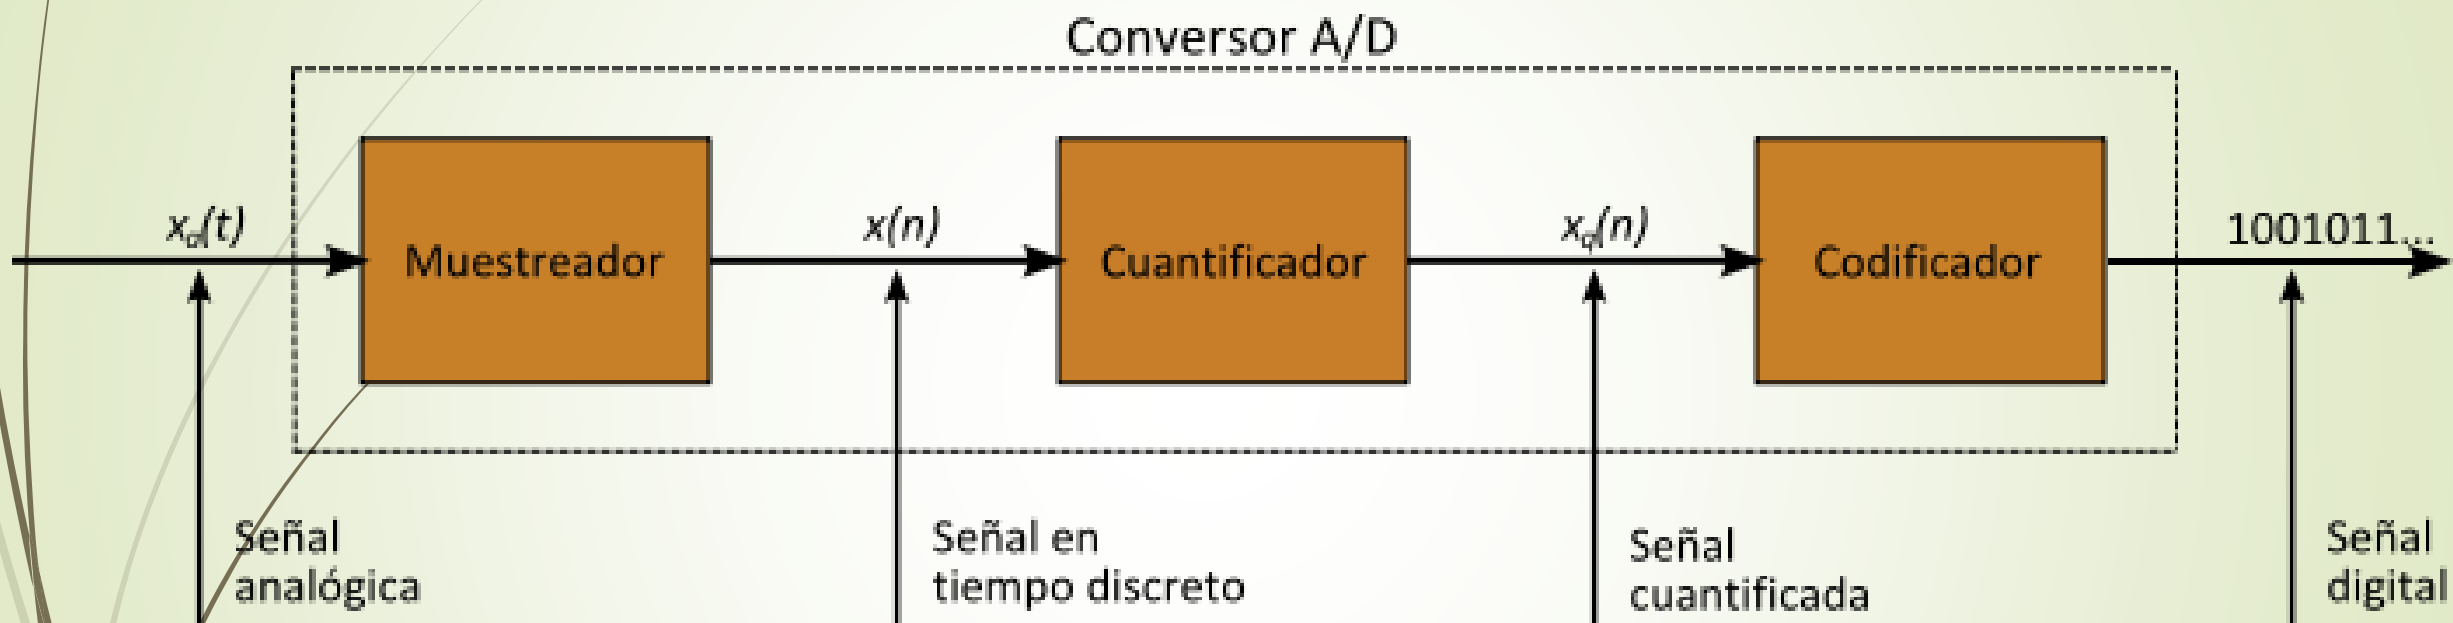 Conversor A/D
xa(t)
x(n)
xq(n)
1001011...
Muestreador
Cuantificador
Codificador
Señal
analógica
Señal en
tiempo discreto
Señal
cuantificada
Señal
digital